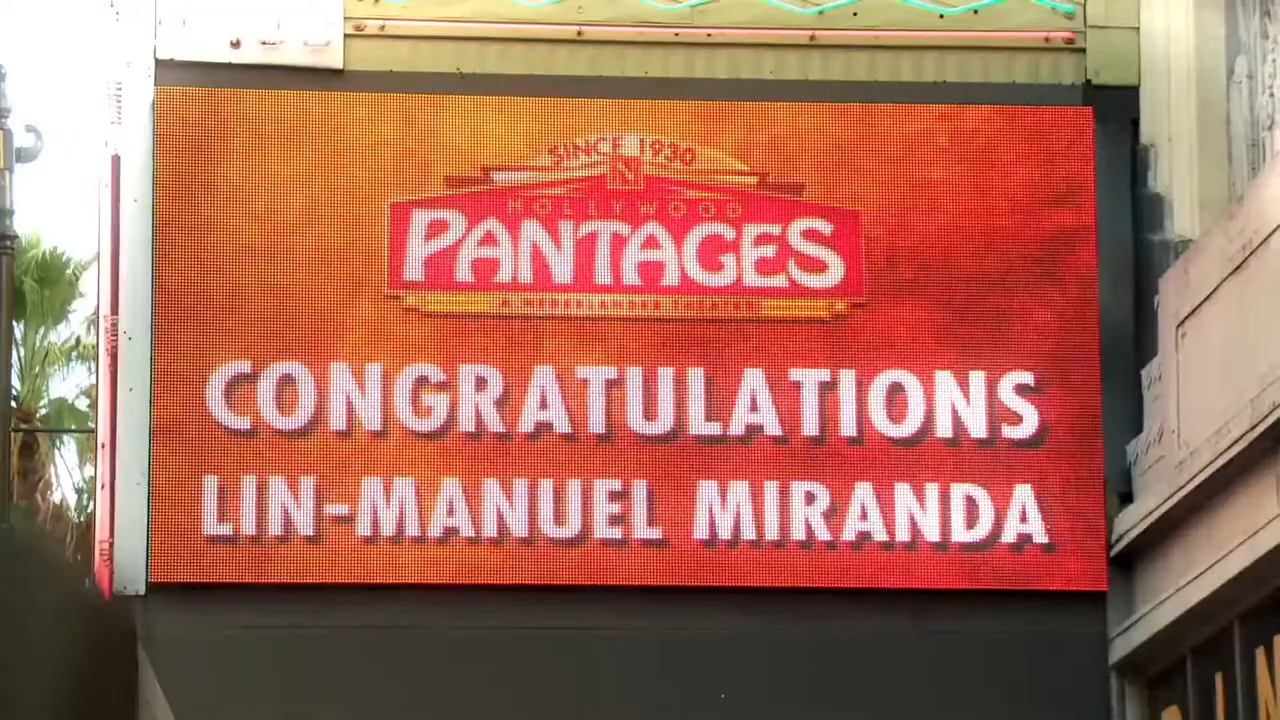 SINCE 1930
HOLLYWOOD
PANTAGES
CONGRATULATIONS
LIN-MANUEL MIRANDA